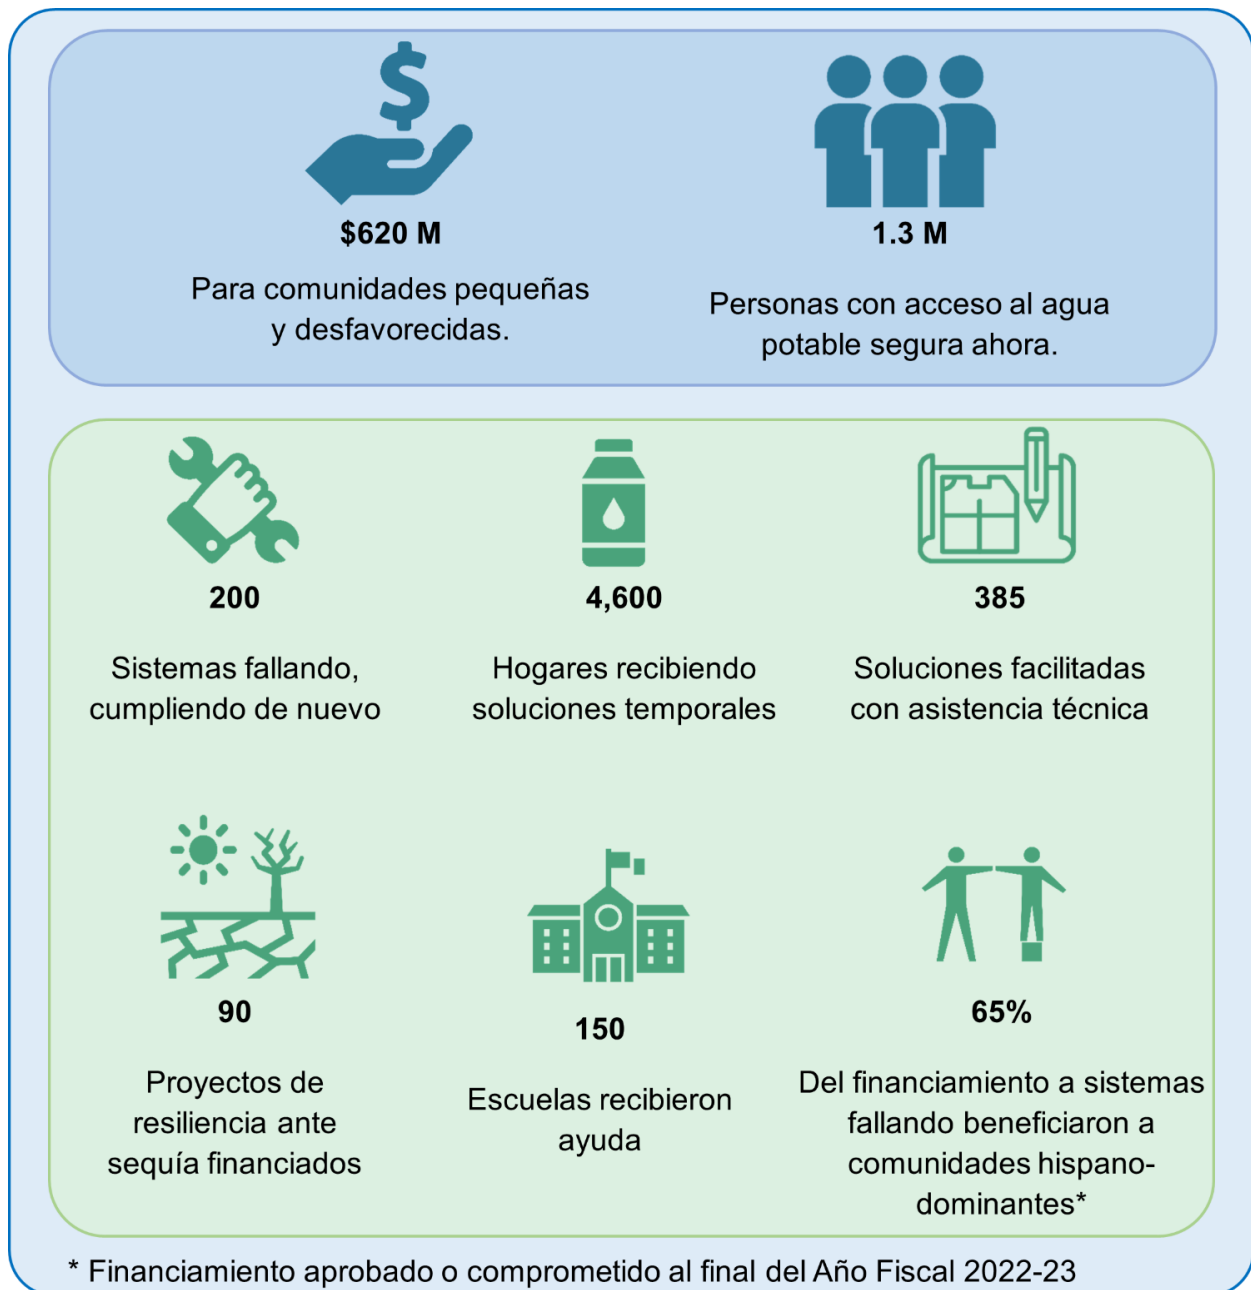 $620 M
Para comunidades pequeñas
y desfavorecidas.
1.3 M
Personas con acceso al agua
potable segura ahora.
200
Sistemas fallando,
cumpliendo de nuevo
4,600
Hogares recibiendo
soluciones temporales
385
Soluciones facilitadas
con asistencia técnica
90
Proyectos de
resiliencia ante
sequía financiados
150
Escuelas recibieron
ayuda
65%
Del financiamiento a sistemas
fallando beneficiaron a
comunidades hispano-
dominantes*
* Financiamiento aprobado o comprometido al final del Año Fiscal 2022-23